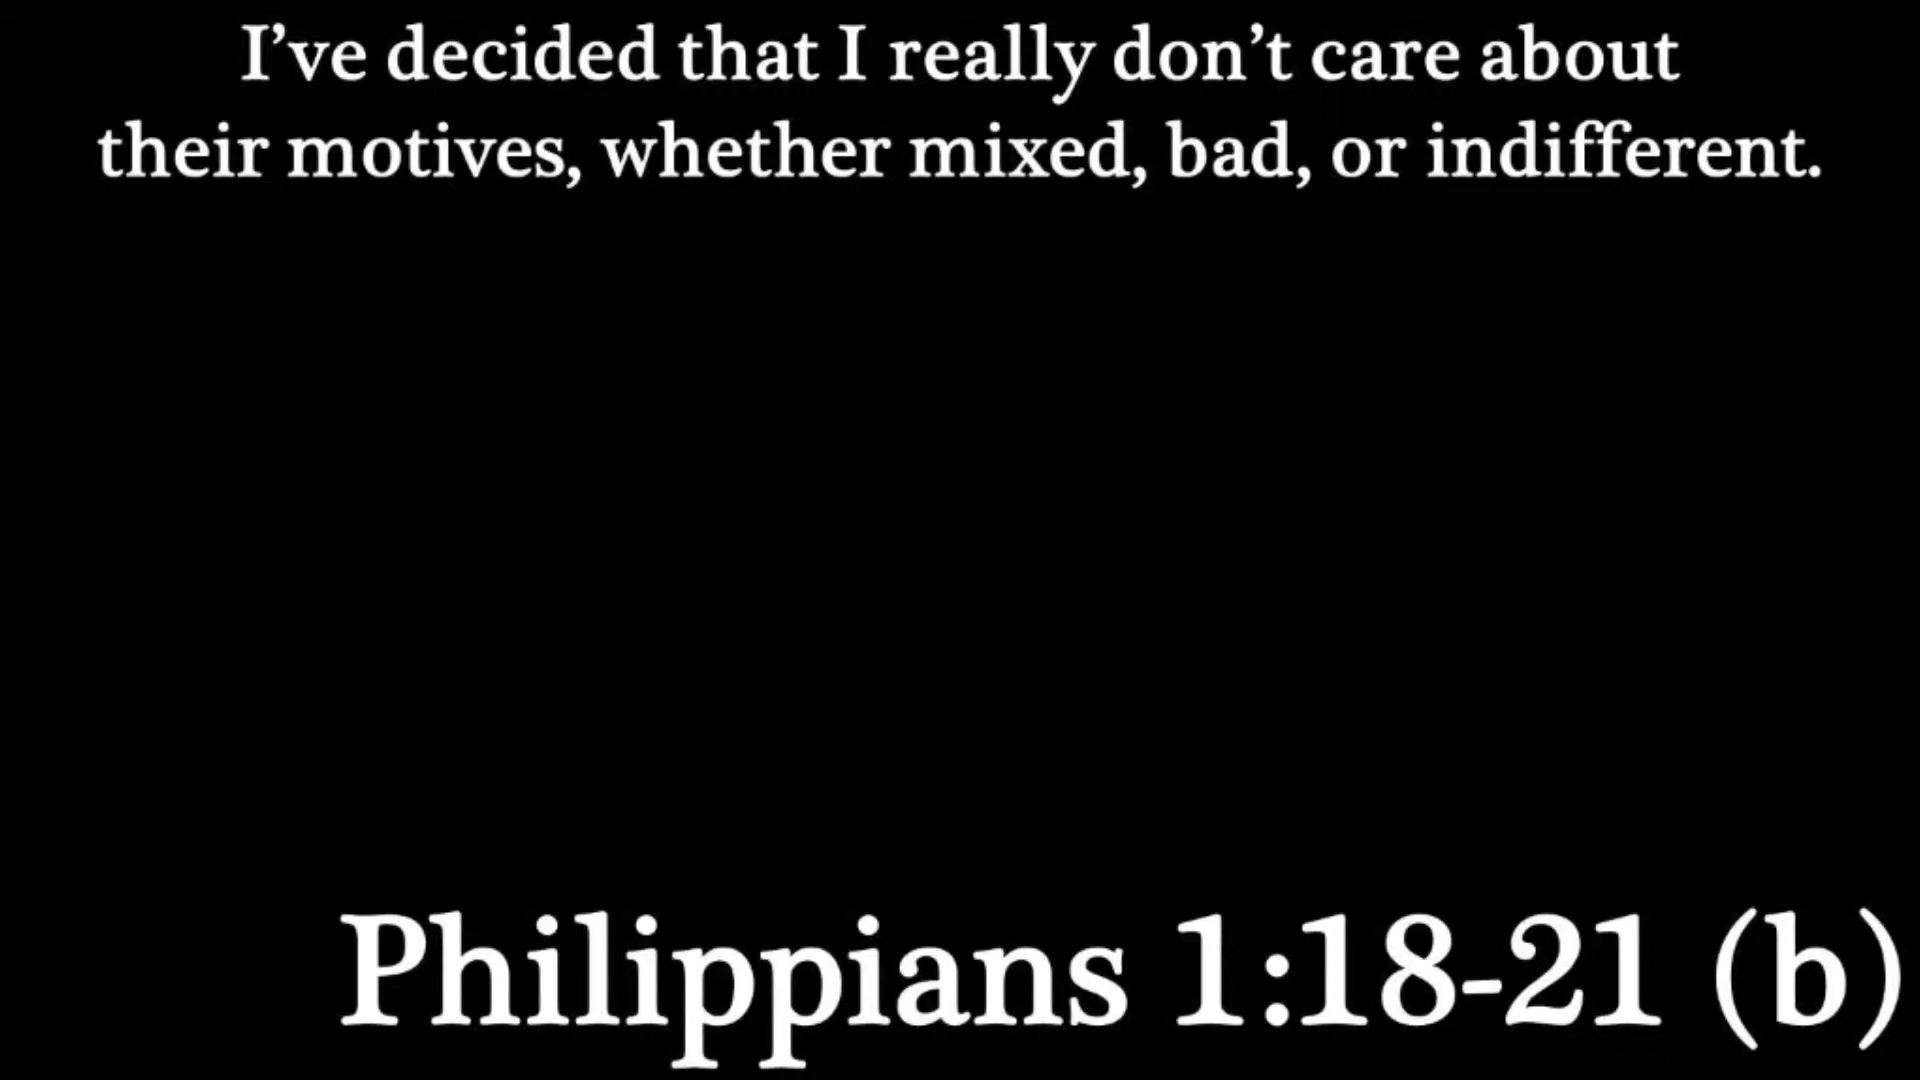 I’ve decided that I really don’t care about
their motives, whether mixed, bad, or indifferent.
Philippians 1:18-21 (b)